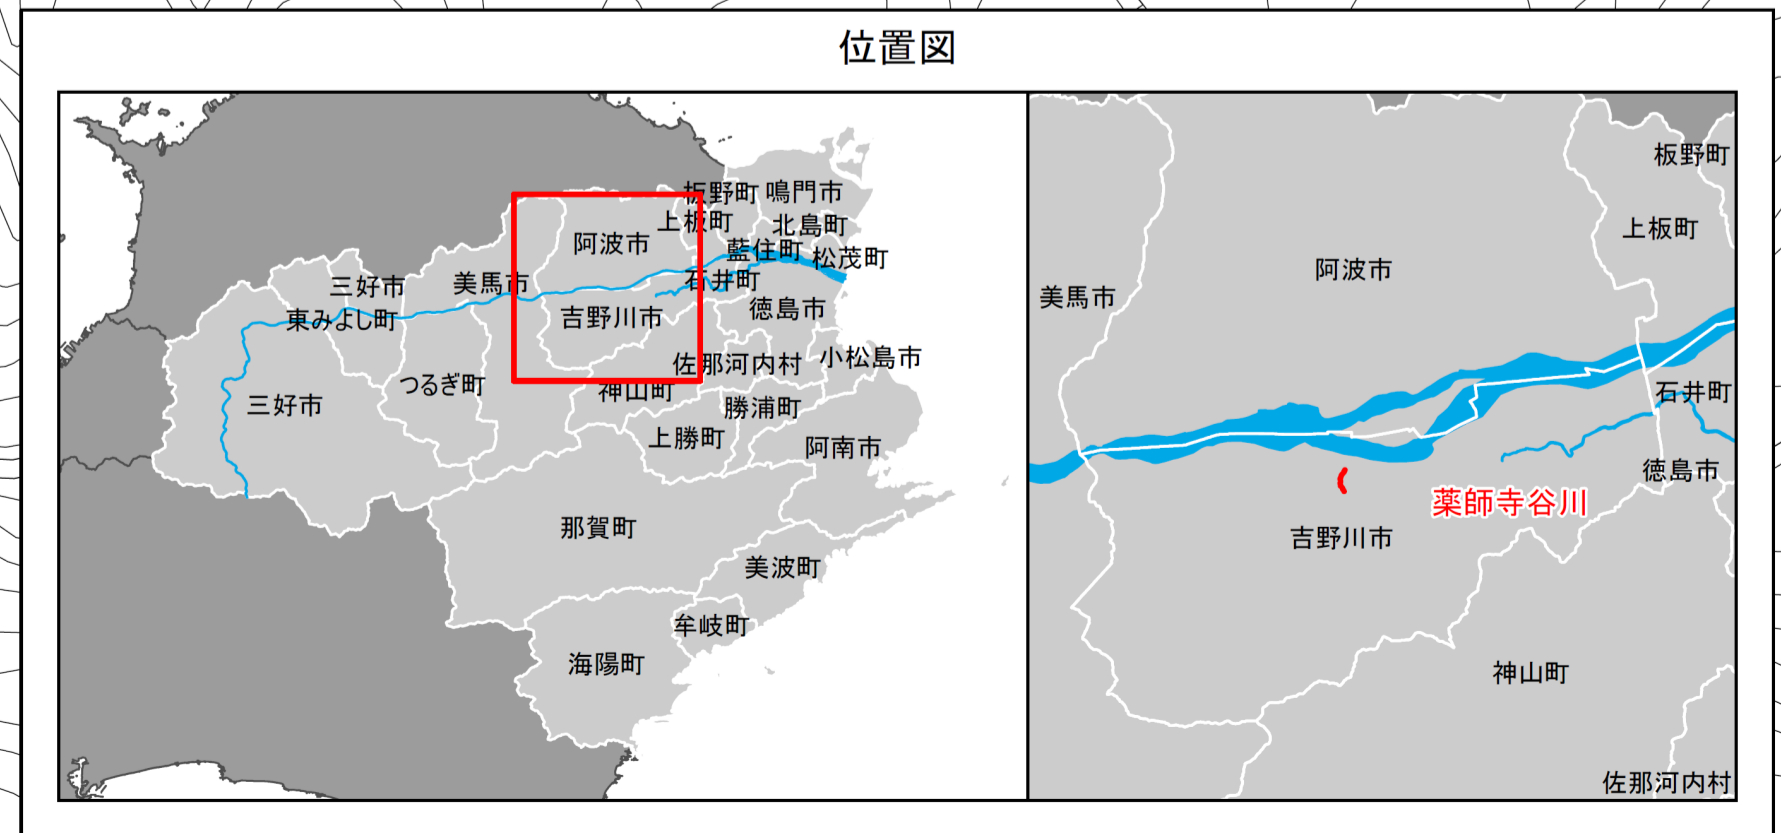 位置図
板野町
鳴門市
上板町
北島町
阿波市
藍住町
松茂町
三好市
美馬市
石井町
東みよし町
吉野川市
徳島市
佐那河内村
小松島市
つるぎ町
神山町
三好市
勝浦町
上勝町
阿南市
那賀町
美波町
牟岐町
海陽町
板野町
上板町
阿波市
美馬市
石井町
徳島市
薬師寺谷川
吉野川市
神山町
佐那河内村